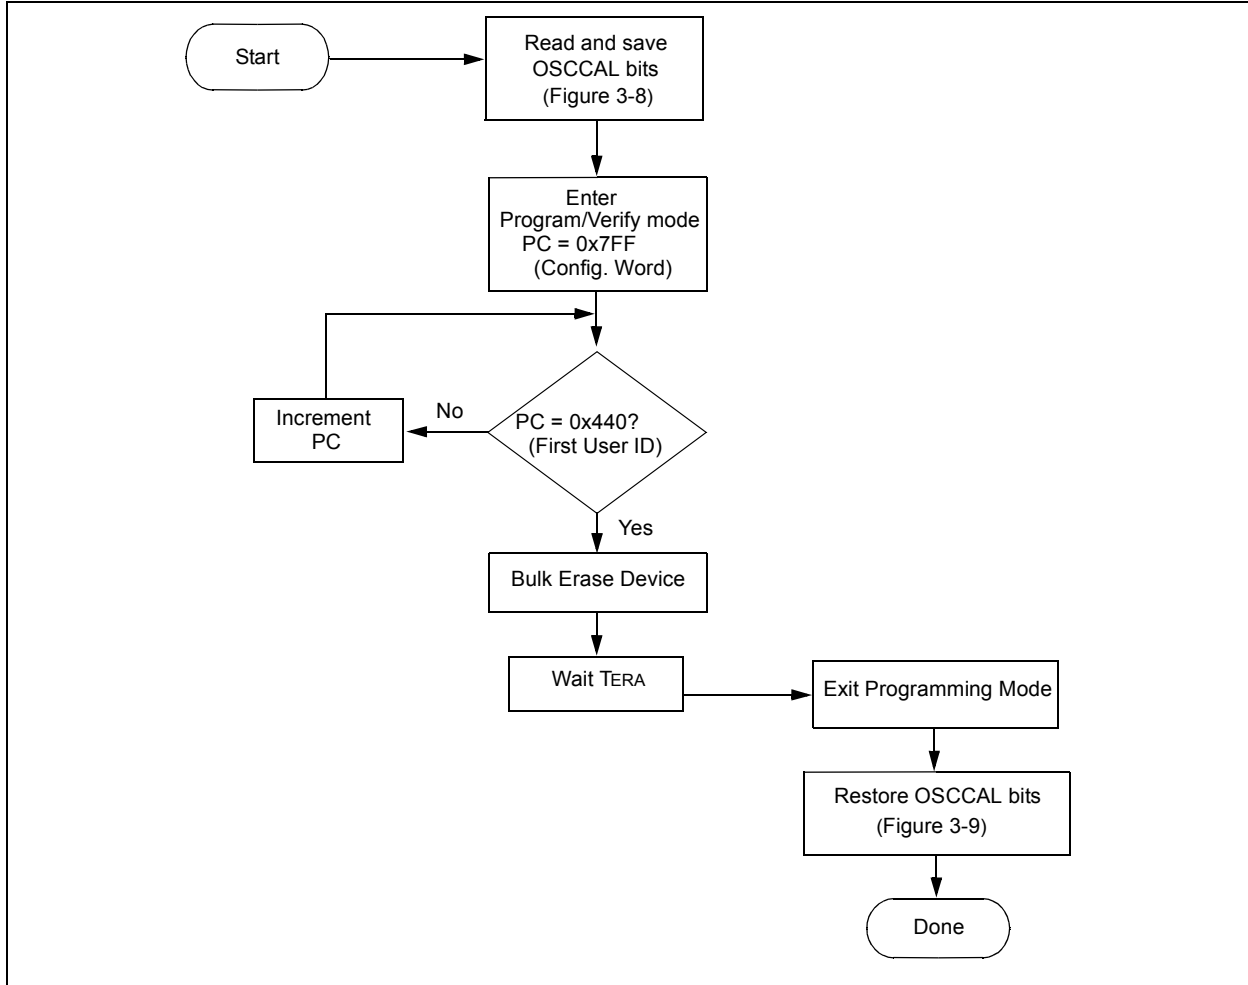 Start
Read and save
OSCCAL bits
(Figure 3-8)
Enter
Program/Verify mode
PC = 0x7FF
(Config. Word)
Increment
PC
No
PC = 0x440?
(First User ID)
Yes
Bulk Erase Device
Wait TERA
Exit Programming Mode
Restore OSCCAL bits
(Figure 3-9)
Done